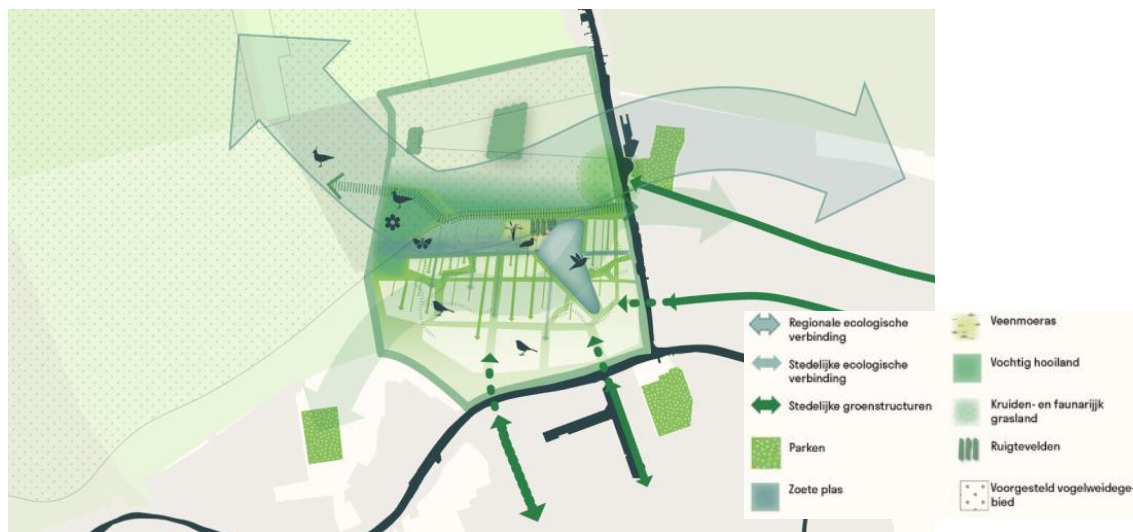 Regionale ecologische
verbinding
Stedelijke ecologische
verbinding
Stedelijke groenstructuren
Parken
Zoete plas
Veenmoeras
Vochtig hooiland
Kruiden- en faunarijk
grasland
Ruigtevelden
Voorgesteld vogelweidege-
bied